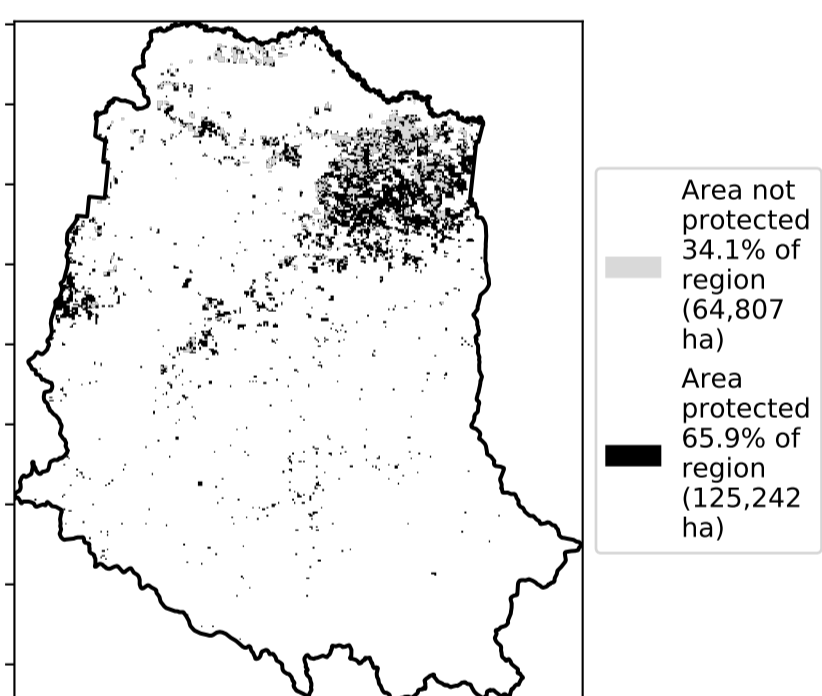 Area not
protected
34.1% of
region
(64,807
ha)
Area
protected
65.9% of
region
(125,242
ha)